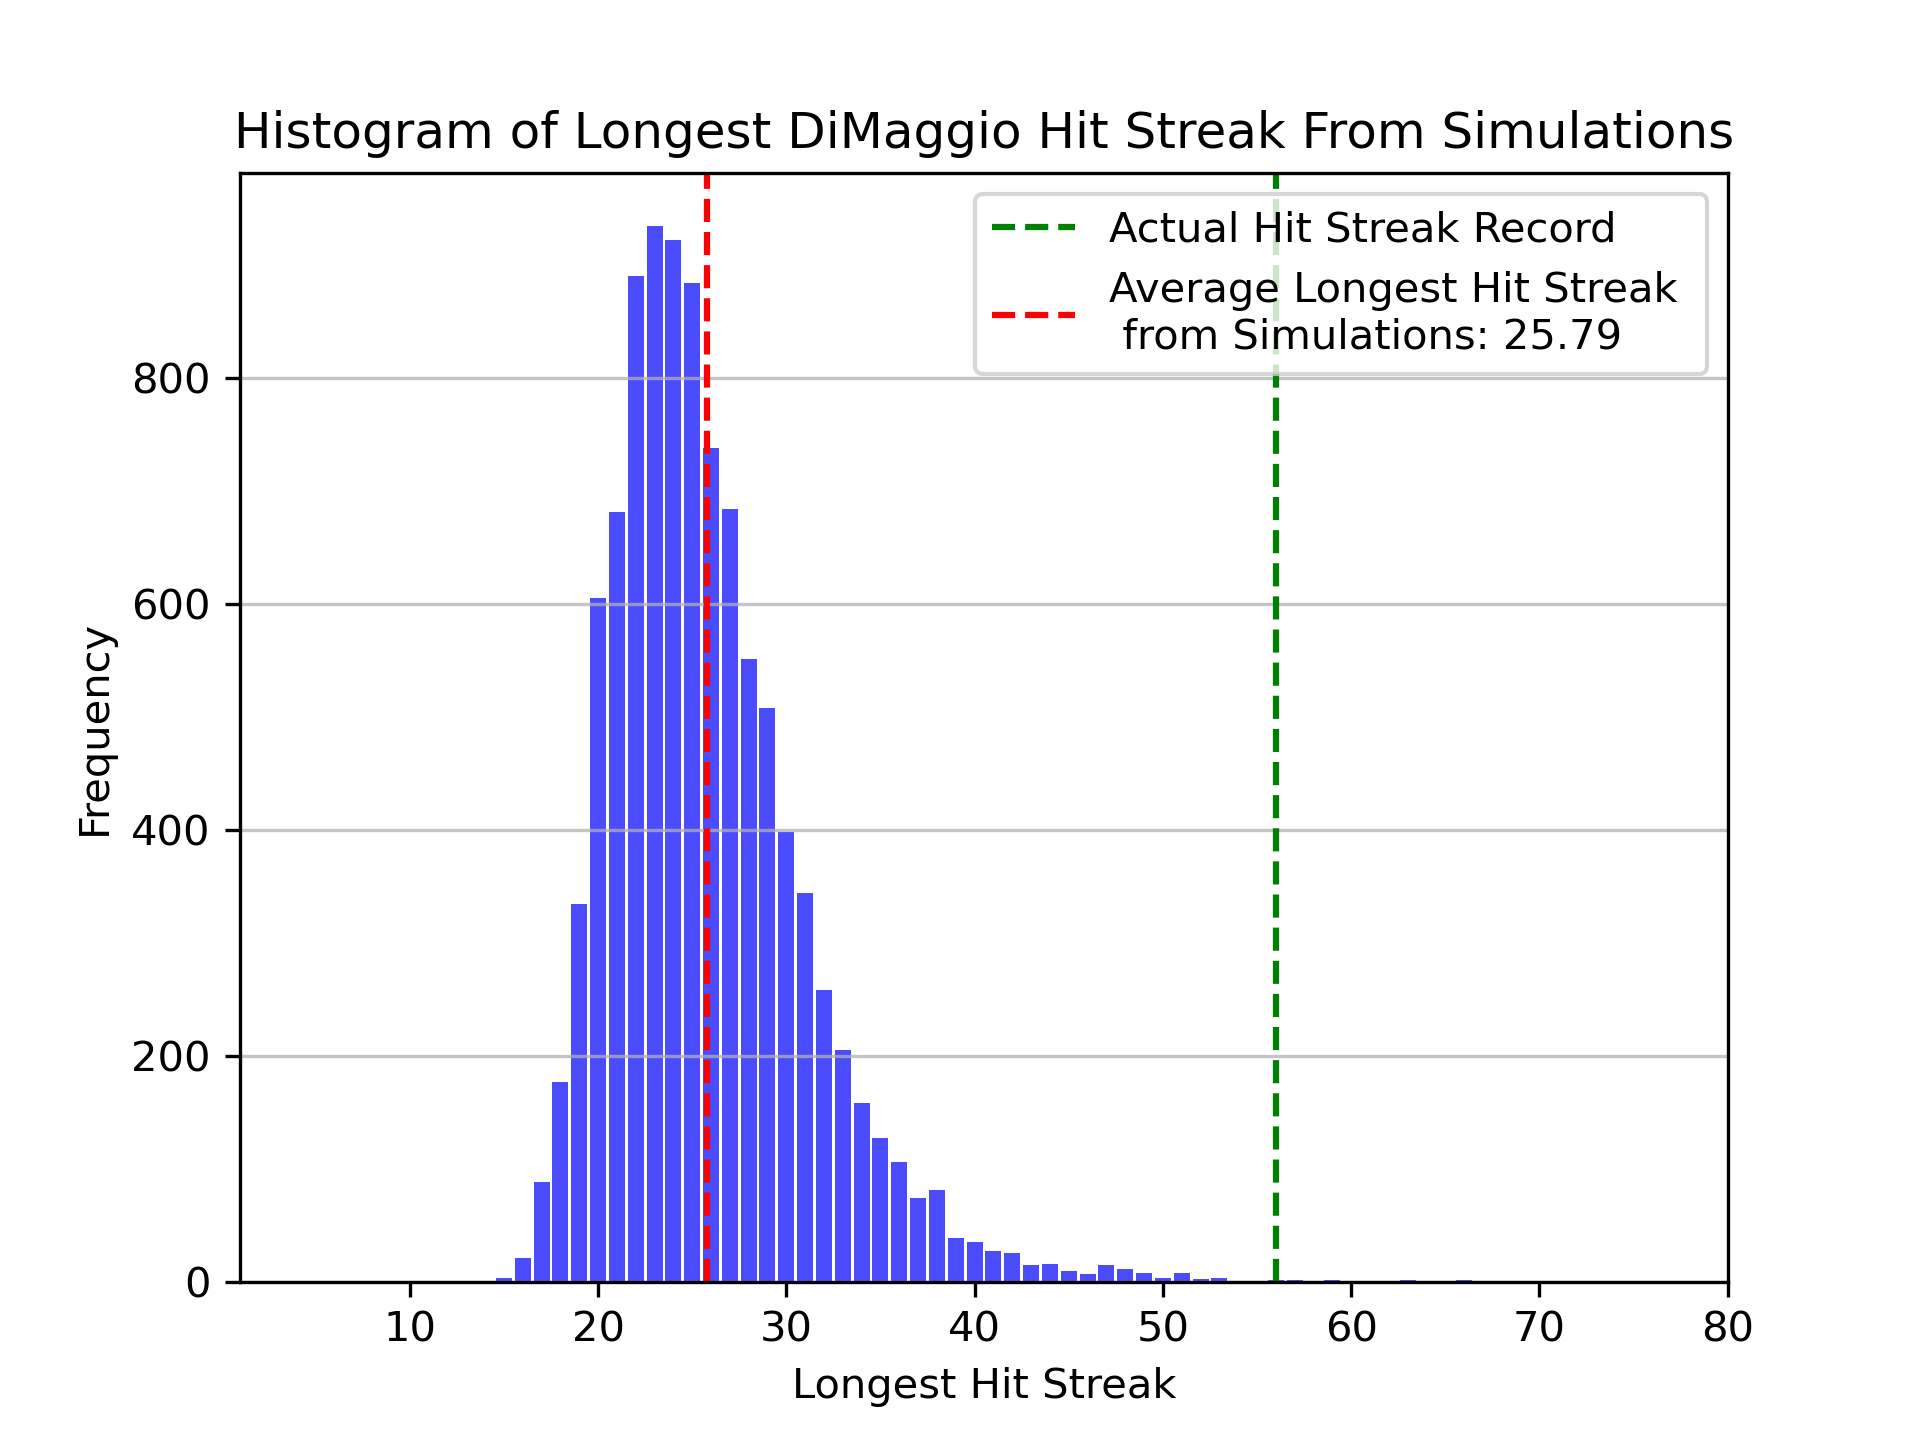 Histogram of Longest DiMaggio Hit Streak From Simulations
Actual Hit Streak Record
Average Longest Hit Streak
from Simulations: 25.79
Frequency
800
600
400
200
0
10 20 30 40 50 60 70 80
Longest Hit Streak